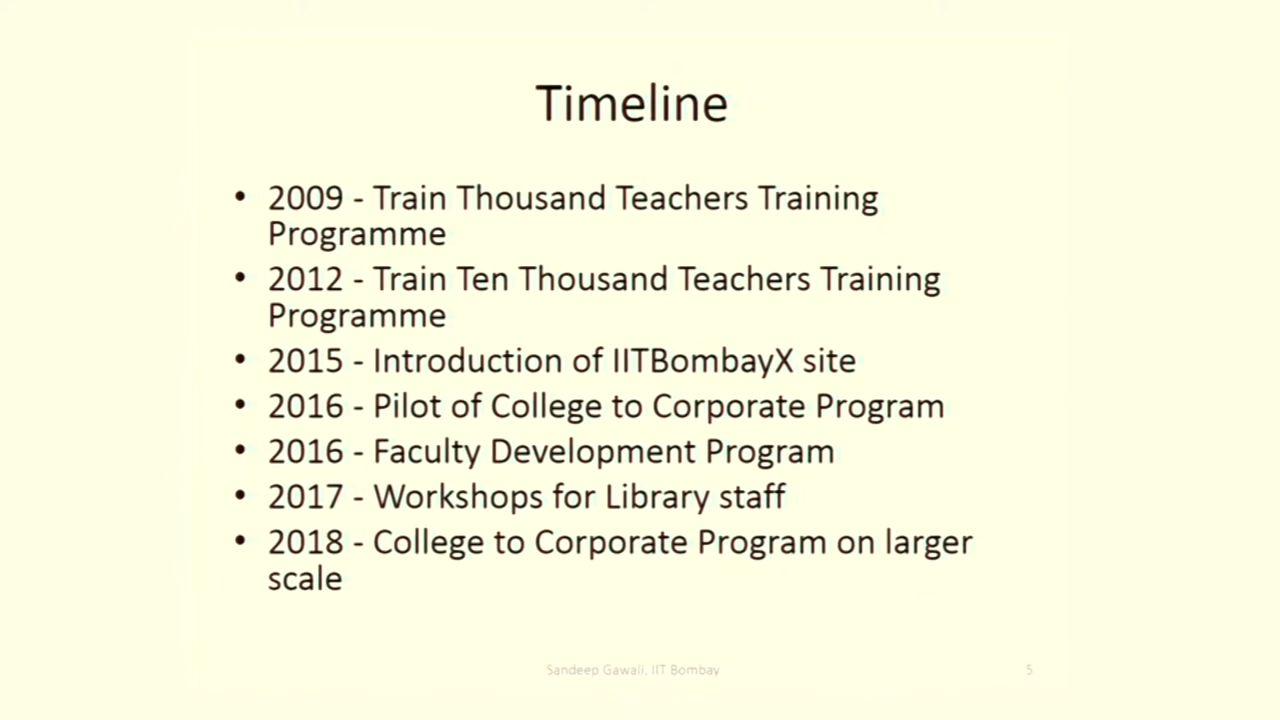 Timeline
• 2009 - Train Thousand Teachers Training
Programme
• 2012 - Train Ten Thousand Teachers Training
Programme
• 2015 - Introduction of IITBombayX site
• 2016 - Pilot of College to Corporate Program
• 2016 - Faculty Development Program
• 2017 - Workshops for Library staff
• 2018 - College to Corporate Program on larger
scale
Sandeep Gawali, IIT Bombay 5